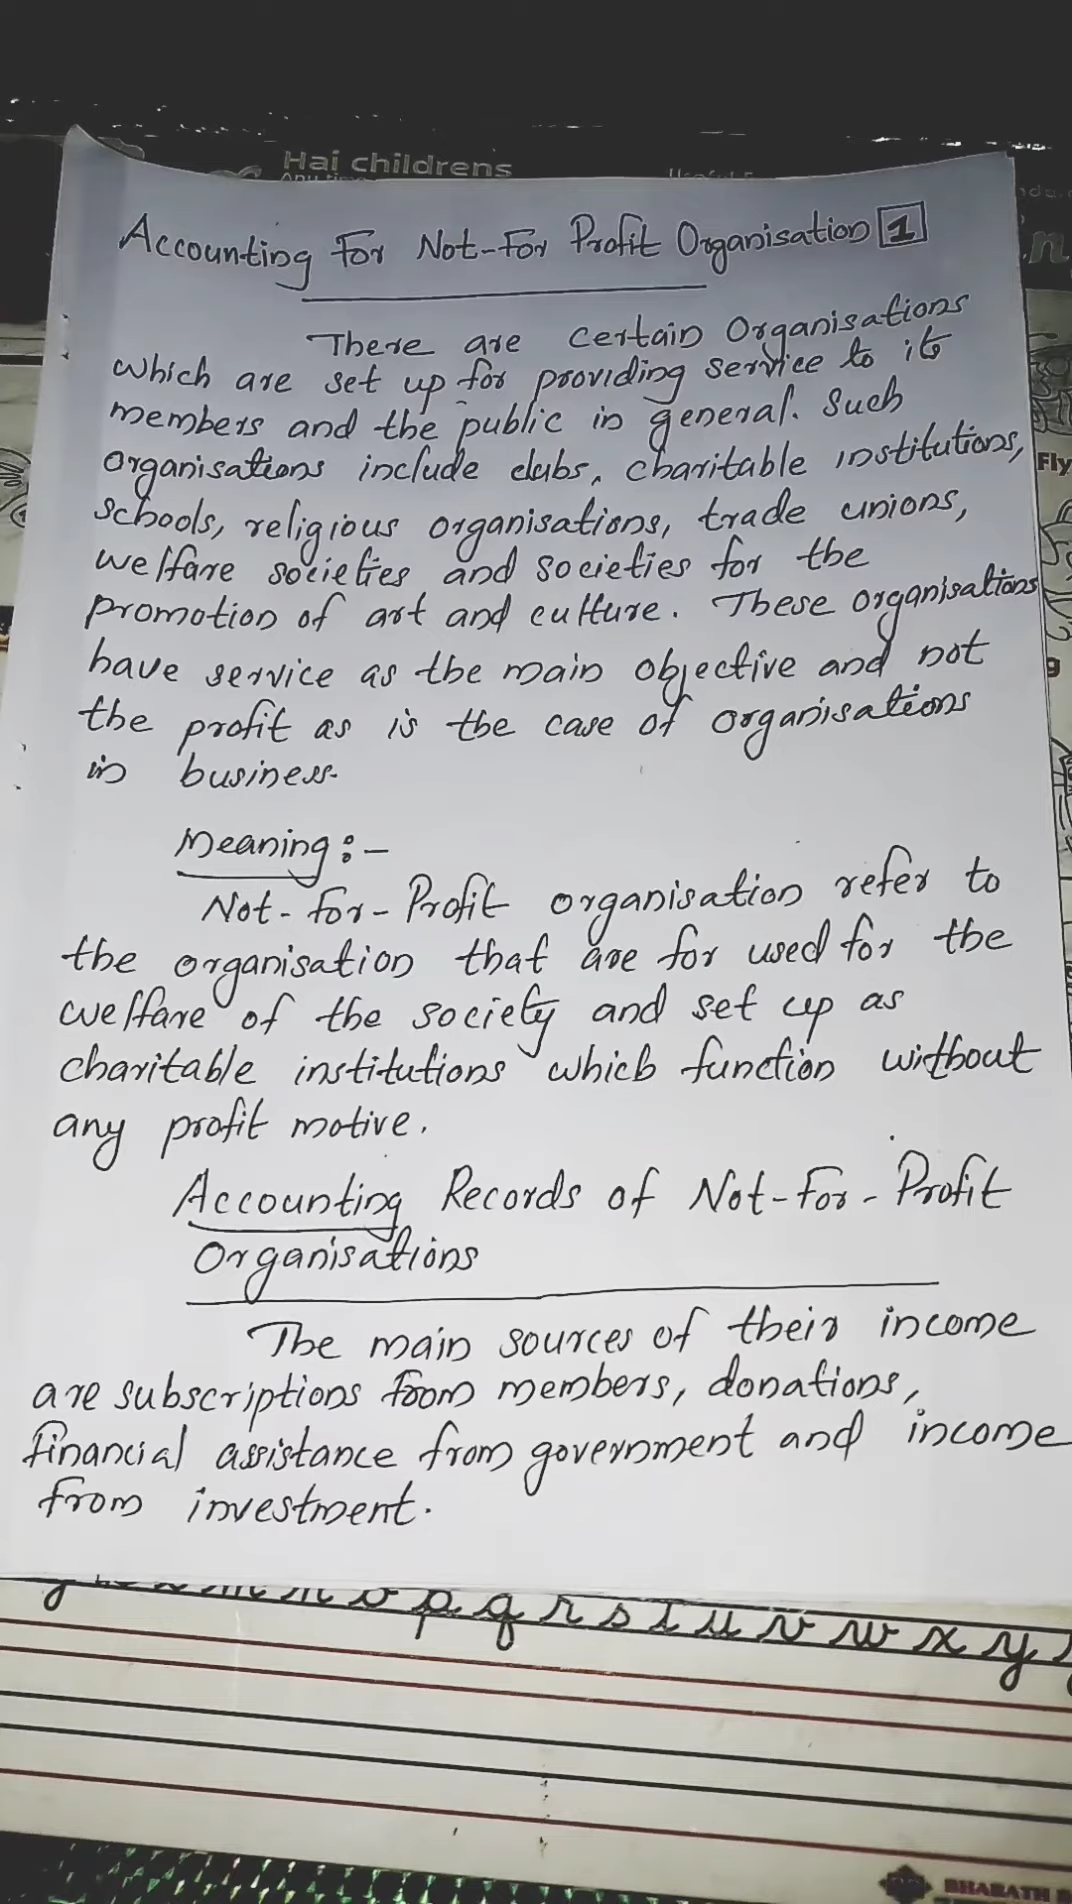 Hai childrens
Accounting For Not-For Profit Organisation 1
There are certain Organisations
which are set up for providing service to its
members and the public in general. Such
organisations include clubs, charitable institutions,
Fly
schools, religious organisations, trade unions,
welfare societies and societies for the
promotion of art and culture. These organisations
have service as the main objective and not
the profit as is the case of organisations
in business.
Meaning :-
Not-for-Profit organisation refer to
the organisation that are for used for the
welfare of the society and set up as
charitable institutions which function without
any profit motive.
Accounting Records of Not-For-Profit
Organisations
The main sources of their income
are subscriptions from members, donations,
financial assistance from government and income
from investment.
o p q r s t u v w x y
BHARATH